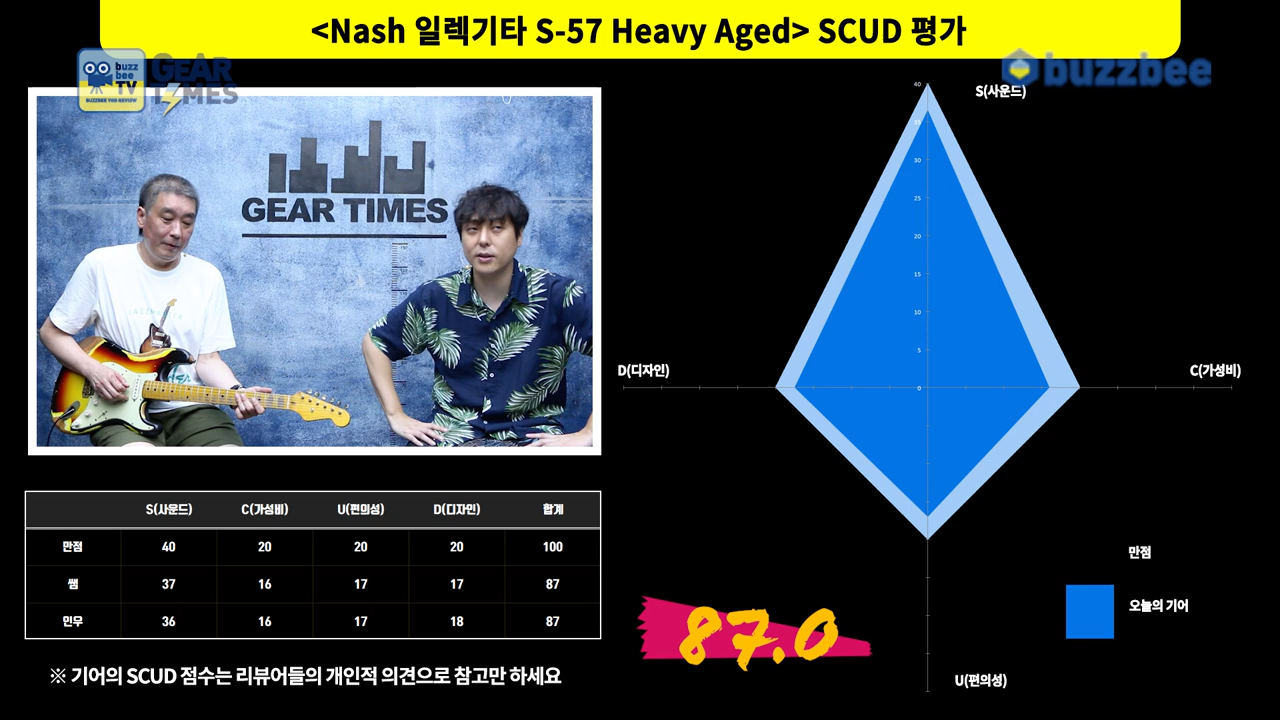 <Nash 일렉기타 S-57 Heavy Aged> SCUD 평가
buzz
bee
TV
BUZZBEE YOU REVIEW
GEAR
TIMES
buzzbee
GEAR TIMES
S(사운드)
40
35
30
25
20
15
10
5
0
D(디자인)
C(가성비)
U(편의성)
만점
오늘의 기어
S(사운드) C(가성비) U(편의성) D(디자인) 합계
만점 40 20 20 20 100
쌤 37 16 17 17 87
민우 36 16 17 18 87
87.0
※ 기어의 SCUD 점수는 리뷰어들의 개인적 의견으로 참고만 하세요